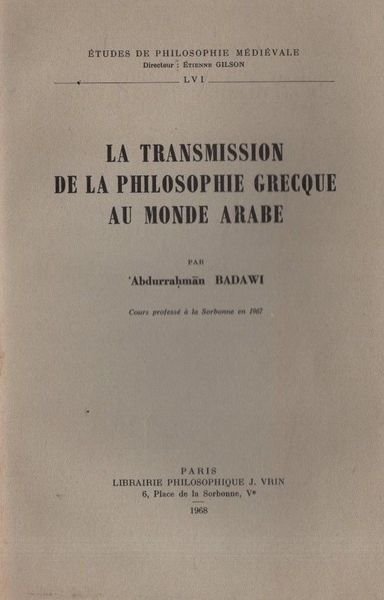 ÉTUDES DE PHILOSOPHIE MÉDIÉVALE
Directeur : ÉTIENNE GILSON
LVI
LA TRANSMISSION
DE LA PHILOSOPHIE GRECQUE
AU MONDE ARABE
PAR
'Abdurraḥmān BADAWI
Cours professé à la Sorbonne en 1967
PARIS
LIBRAIRIE PHILOSOPHIQUE J. VRIN
6, Place de la Sorbonne, Ve
1968